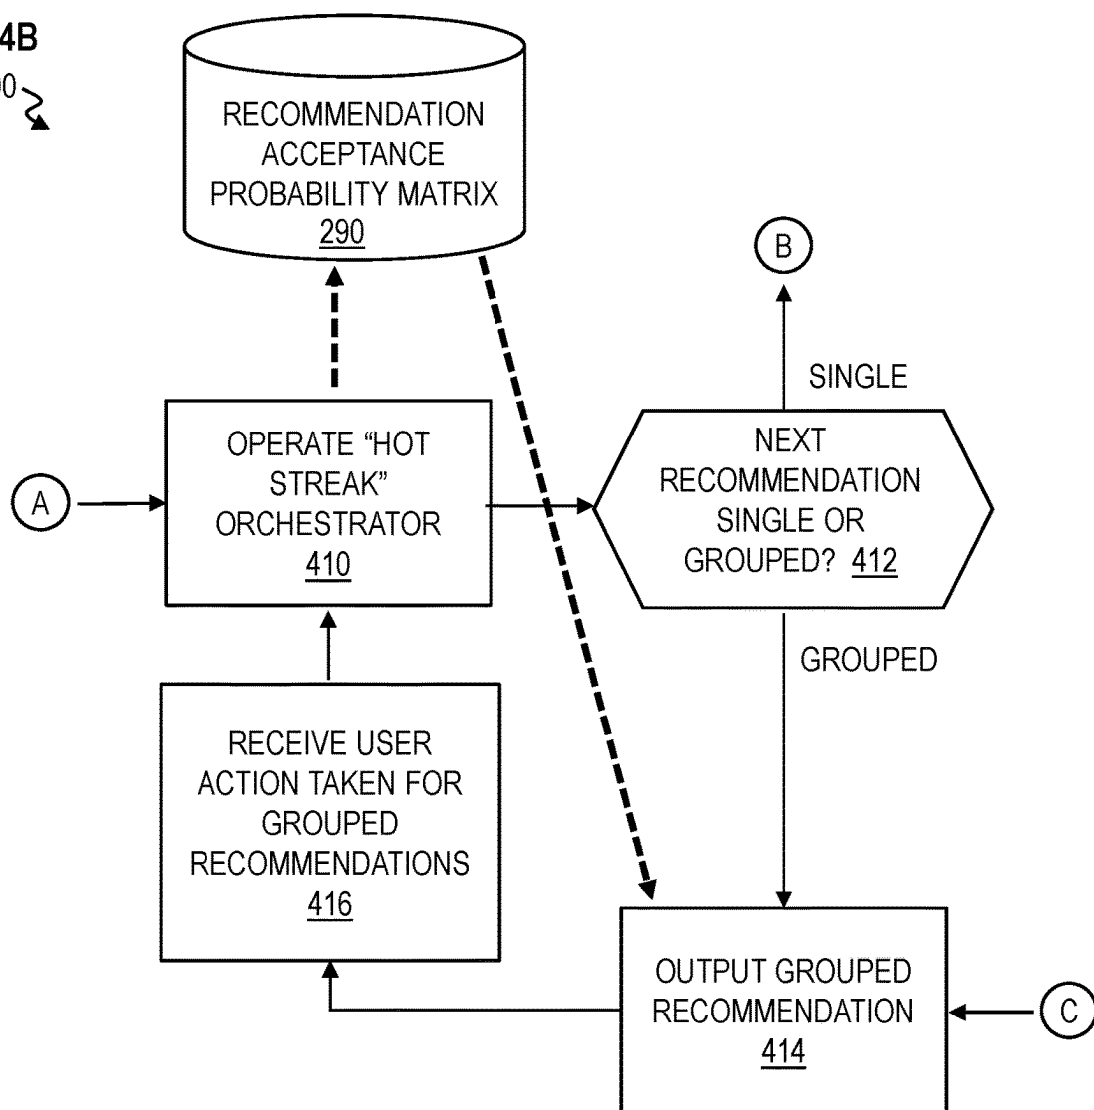 4B
RECOMMENDATION
ACCEPTANCE
PROBABILITY MATRIX
290
B
SINGLE
OPERATE “HOT
STREAK”
ORCHESTRATOR
410
NEXT
RECOMMENDATION
SINGLE OR
GROUPED? 412
A
GROUPED
RECEIVE USER
ACTION TAKEN FOR
GROUPED
RECOMMENDATIONS
416
OUTPUT GROUPED
RECOMMENDATION
414
C